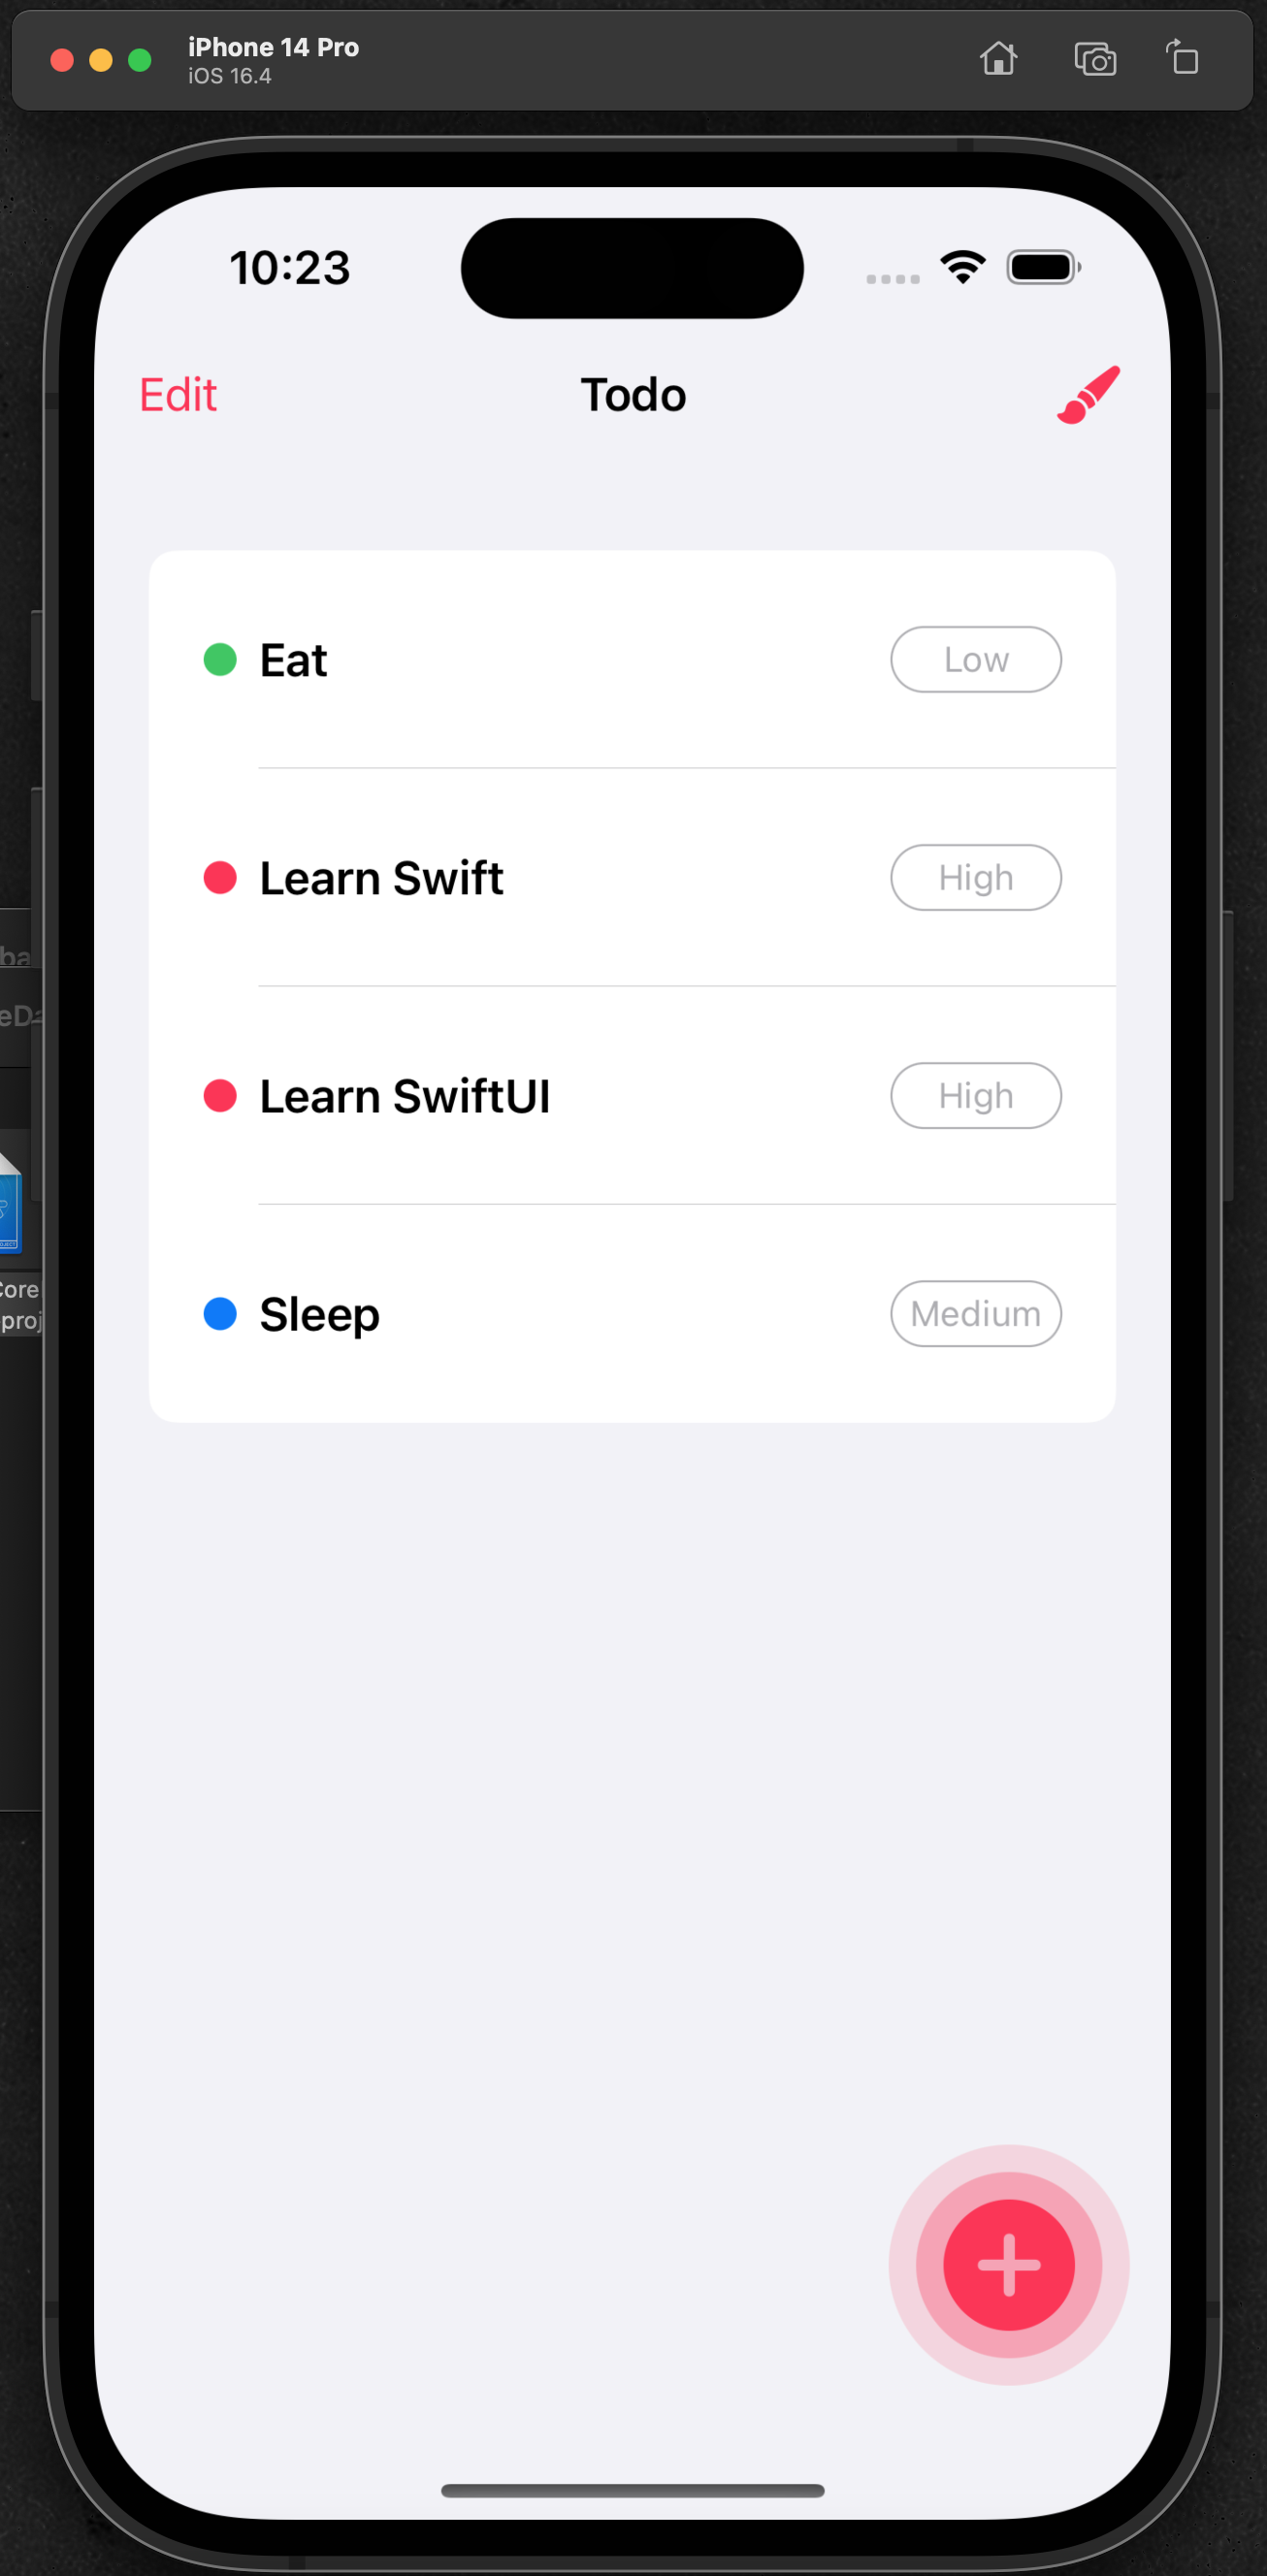 iPhone 14 Pro
iOS 16.4
10:23
Edit Todo
Eat Low
Learn Swift High
Learn SwiftUI High
Sleep Medium